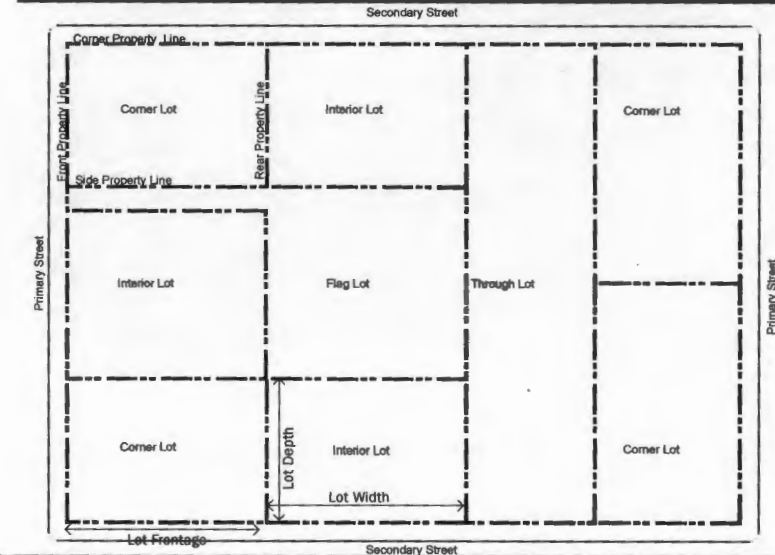 Secondary Street
Corner Property Line
Front Property Line
Corner Lot
Rear Property Line
Interior Lot
Corner Lot
Side Property Line
Primary Street
Interior Lot
Flag Lot
Through Lot
Primary Street
Corner Lot
Lot Depth
Interior Lot
Corner Lot
Lot Width
Lot Frontage
Secondary Street